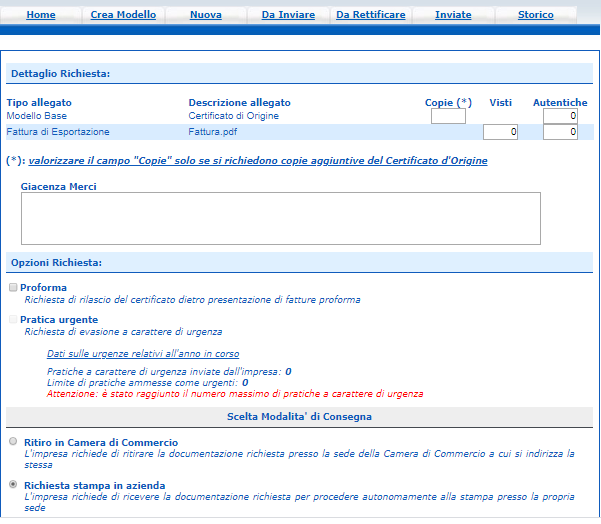 Home Crea Modello Nuova Da Inviare Da Rettificare Inviate Storico
Dettaglio Richiesta:
Tipo allegato Descrizione allegato Copie (*) Visti Autentiche
Modello Base Certificato di Origine 0
Fattura di Esportazione Fattura.pdf 0 0
(*): valorizzare il campo "Copie" solo se si richiedono copie aggiuntive del Certificato d'Origine
Giacenza Merci
Opzioni Richiesta:
Proforma
Richiesta di rilascio del certificato dietro presentazione di fatture proforma
Pratica urgente
Richiesta di evasione a carattere di urgenza
Dati sulle urgenze relativi all'anno in corso
Pratiche a carattere di urgenza inviate dall'impresa: 0
Limite di pratiche ammesse come urgenti: 0
Attenzione: è stato raggiunto il numero massimo di pratiche a carattere di urgenza
Scelta Modalita' di Consegna
Ritiro in Camera di Commercio
L'impresa richiede di ritirare la documentazione richiesta presso la sede della Camera di Commercio a cui si indirizza la
stessa
Richiesta stampa in azienda
L'impresa richiede di ricevere la documentazione richiesta per procedere autonomamente alla stampa presso la propria
sede